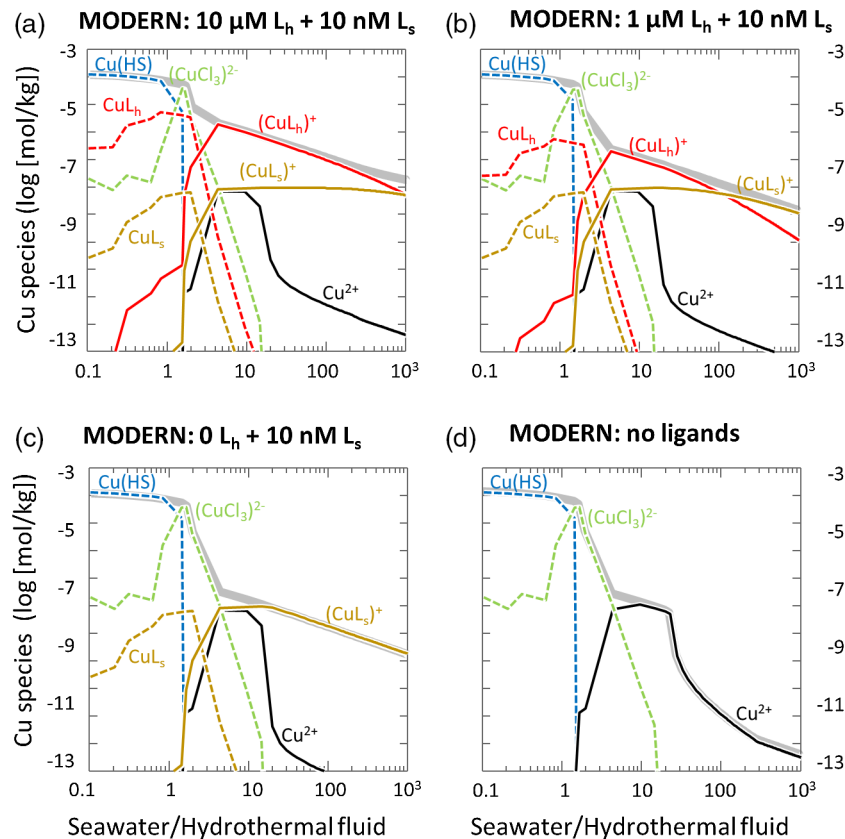 (a) MODERN: 10 µM Lh + 10 nM Ls
(b) MODERN: 1 µM Lh + 10 nM Ls
Cu species (log [mol/kg])
-3
-5
-7
-9
-11
-13
0.1 1 10 100 10³
Cu(HS)
(CuCl₃)²⁻
CuLₕ
(CuLₕ)⁺
(CuLₛ)⁺
CuLₛ
Cu²⁺
-3
-5
-7
-9
-11
-13
0.1 1 10 100 10³
Cu(HS)
(CuCl₃)²⁻
CuLₕ
(CuLₕ)⁺
(CuLₛ)⁺
CuLₛ
Cu²⁺
(c) MODERN: 0 Lₕ + 10 nM Lₛ
(d) MODERN: no ligands
Cu species (log [mol/kg])
-3
-5
-7
-9
-11
-13
0.1 1 10 100 10³
Cu(HS)
(CuCl₃)²⁻
(CuLₛ)⁺
CuLₛ
Cu²⁺
-3
-5
-7
-9
-11
-13
0.1 1 10 100 10³
Cu(HS)
(CuCl₃)²⁻
Cu²⁺
Seawater/Hydrothermal fluid
Seawater/Hydrothermal fluid